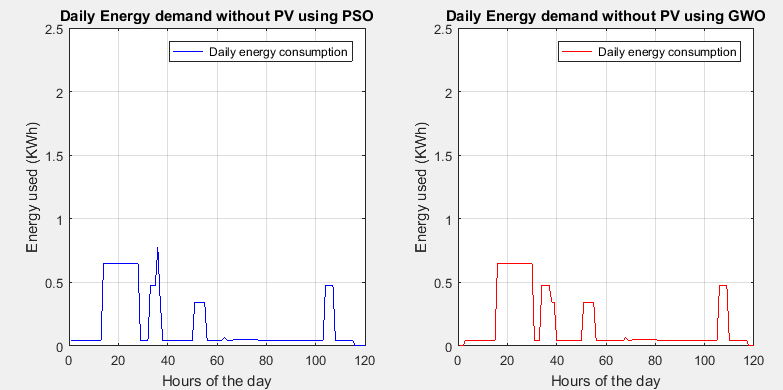 Daily Energy demand without PV using PSO
Daily energy consumption
Energy used (KWh)
2.5
2
1.5
1
0.5
0
0 20 40 60 80 100 120
Hours of the day
Daily Energy demand without PV using GWO
Daily energy consumption
Energy used (KWh)
2.5
2
1.5
1
0.5
0
0 20 40 60 80 100 120
Hours of the day